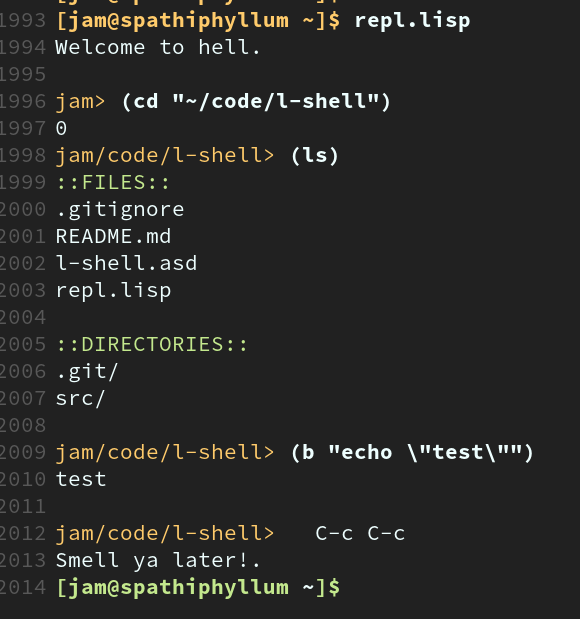 1993 [jam@spathiphyllum ~]$ repl.lisp
1994 Welcome to hell.
1995
1996 jam> (cd "~/code/l-shell")
1997 0
1998 jam/code/l-shell> (ls)
1999 ::FILES::
2000 .gitignore
2001 README.md
2002 l-shell.asd
2003 repl.lisp
2004
2005 ::DIRECTORIES::
2006 .git/
2007 src/
2008
2009 jam/code/l-shell> (b "echo \"test\"")
2010 test
2011
2012 jam/code/l-shell>   C-c C-c
2013 Smell ya later!.
2014 [jam@spathiphyllum ~]$